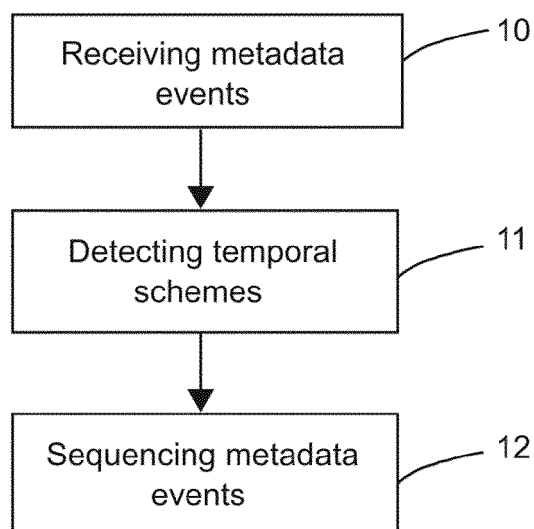 Receiving metadata
events
10
Detecting temporal
schemes
11
Sequencing metadata
events
12